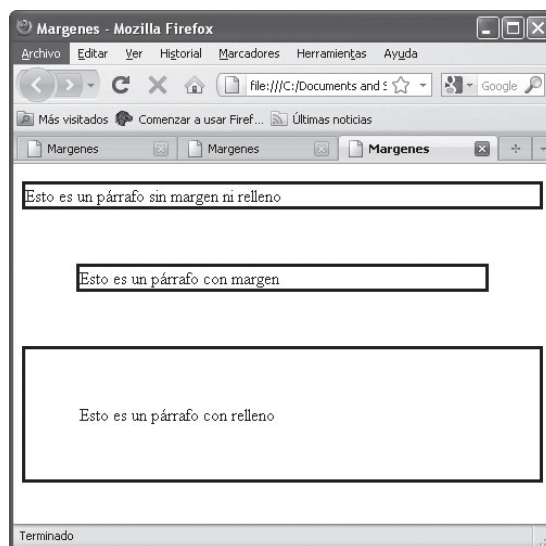 Margenes - Mozilla Firefox
Archivo Editar Ver Historial Marcadores Herramientas Ayuda
file:///C:/Documents and S Google
Más visitados Comenzar a usar Firef... Últimas noticias
Margenes Margenes Margenes
Esto es un párrafo sin margen ni relleno
Esto es un párrafo con margen
Esto es un párrafo con relleno
Terminado